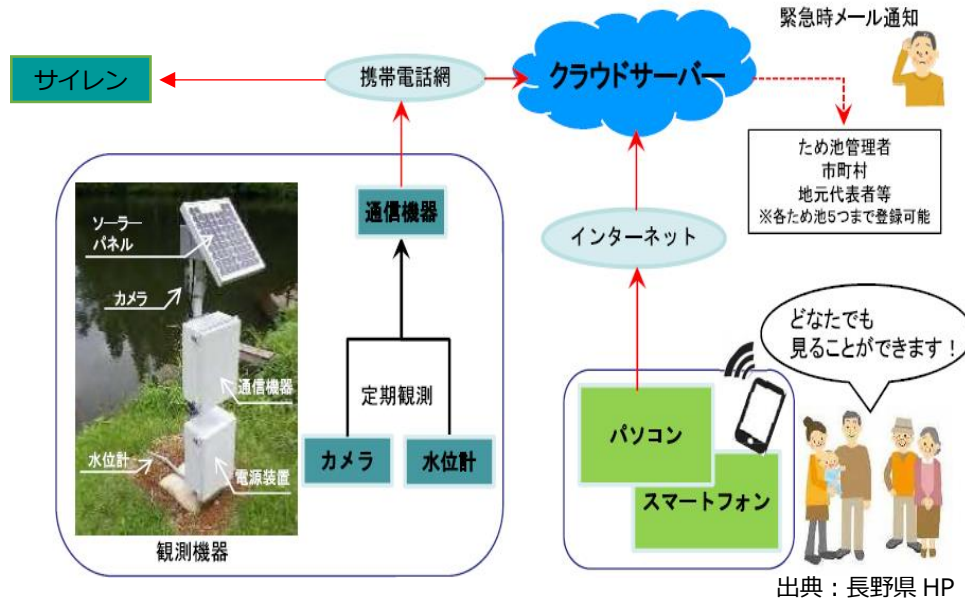 緊急時メール通知
サイレン
携帯電話網
クラウドサーバー
ため池管理者
市町村
地元代表者等
※各ため池5つまで登録可能
通信機器
ソーラー
パネル
カメラ
通信機器
水位計
電源装置
観測機器
定期観測
カメラ
水位計
インターネット
どなたでも
見ることができます！
パソコン
スマートフォン
出典：長野県 HP